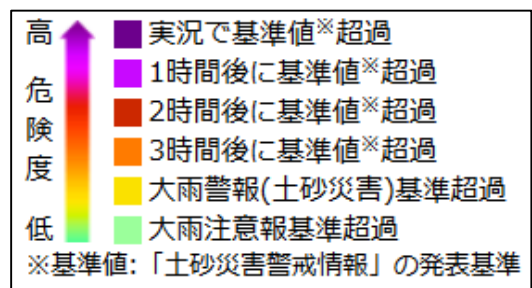 高
危
険
度
低
実況で基準値※超過
1時間後に基準値※超過
2時間後に基準値※超過
3時間後に基準値※超過
大雨警報(土砂災害)基準超過
大雨注意報基準超過
※基準値:「土砂災害警戒情報」の発表基準